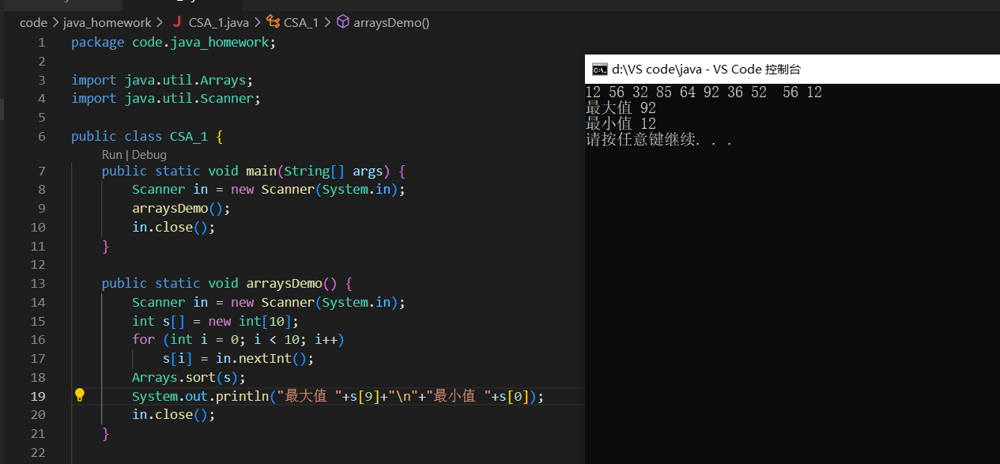 code > java_homework > J CSA_1.java > CSA_1 > arraysDemo()
1 package code.java_homework;
2
3 import java.util.Arrays;
4 import java.util.Scanner;
5
6 public class CSA_1 {
Run | Debug
7 public static void main(String[] args) {
8 Scanner in = new Scanner(System.in);
9 arraysDemo();
10 in.close();
11 }
12
13 public static void arraysDemo() {
14 Scanner in = new Scanner(System.in);
15 int s[] = new int[10];
16 for (int i = 0; i < 10; i++)
17 s[i] = in.nextInt();
18 Arrays.sort(s);
19 System.out.println("最大值 "+s[9]+"\n"+"最小值 "+s[0]);
20 in.close();
21 }
22
d:\VS code\java - VS Code 控制台
12 56 32 85 64 92 36 52  56 12
最大值 92
最小值 12
请按任意键继续. . .